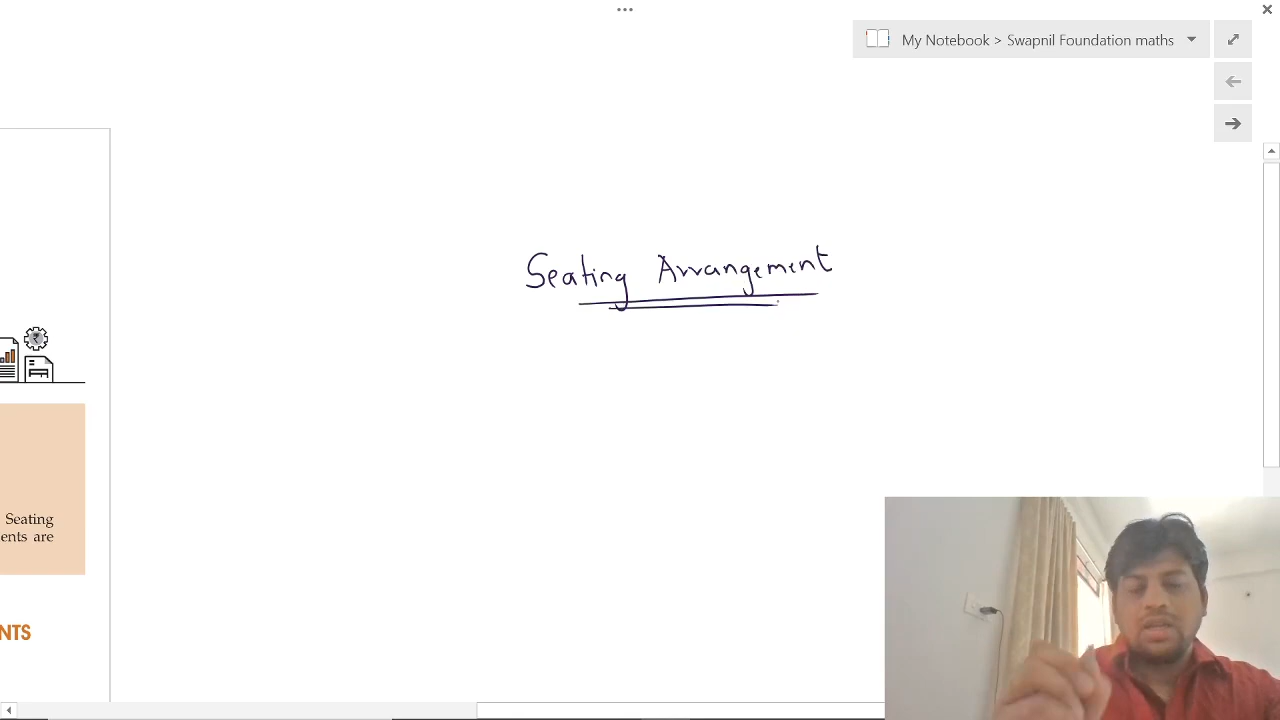 My Notebook > Swapnil Foundation maths
Seating Arrangement
Seating
ents are
NTS